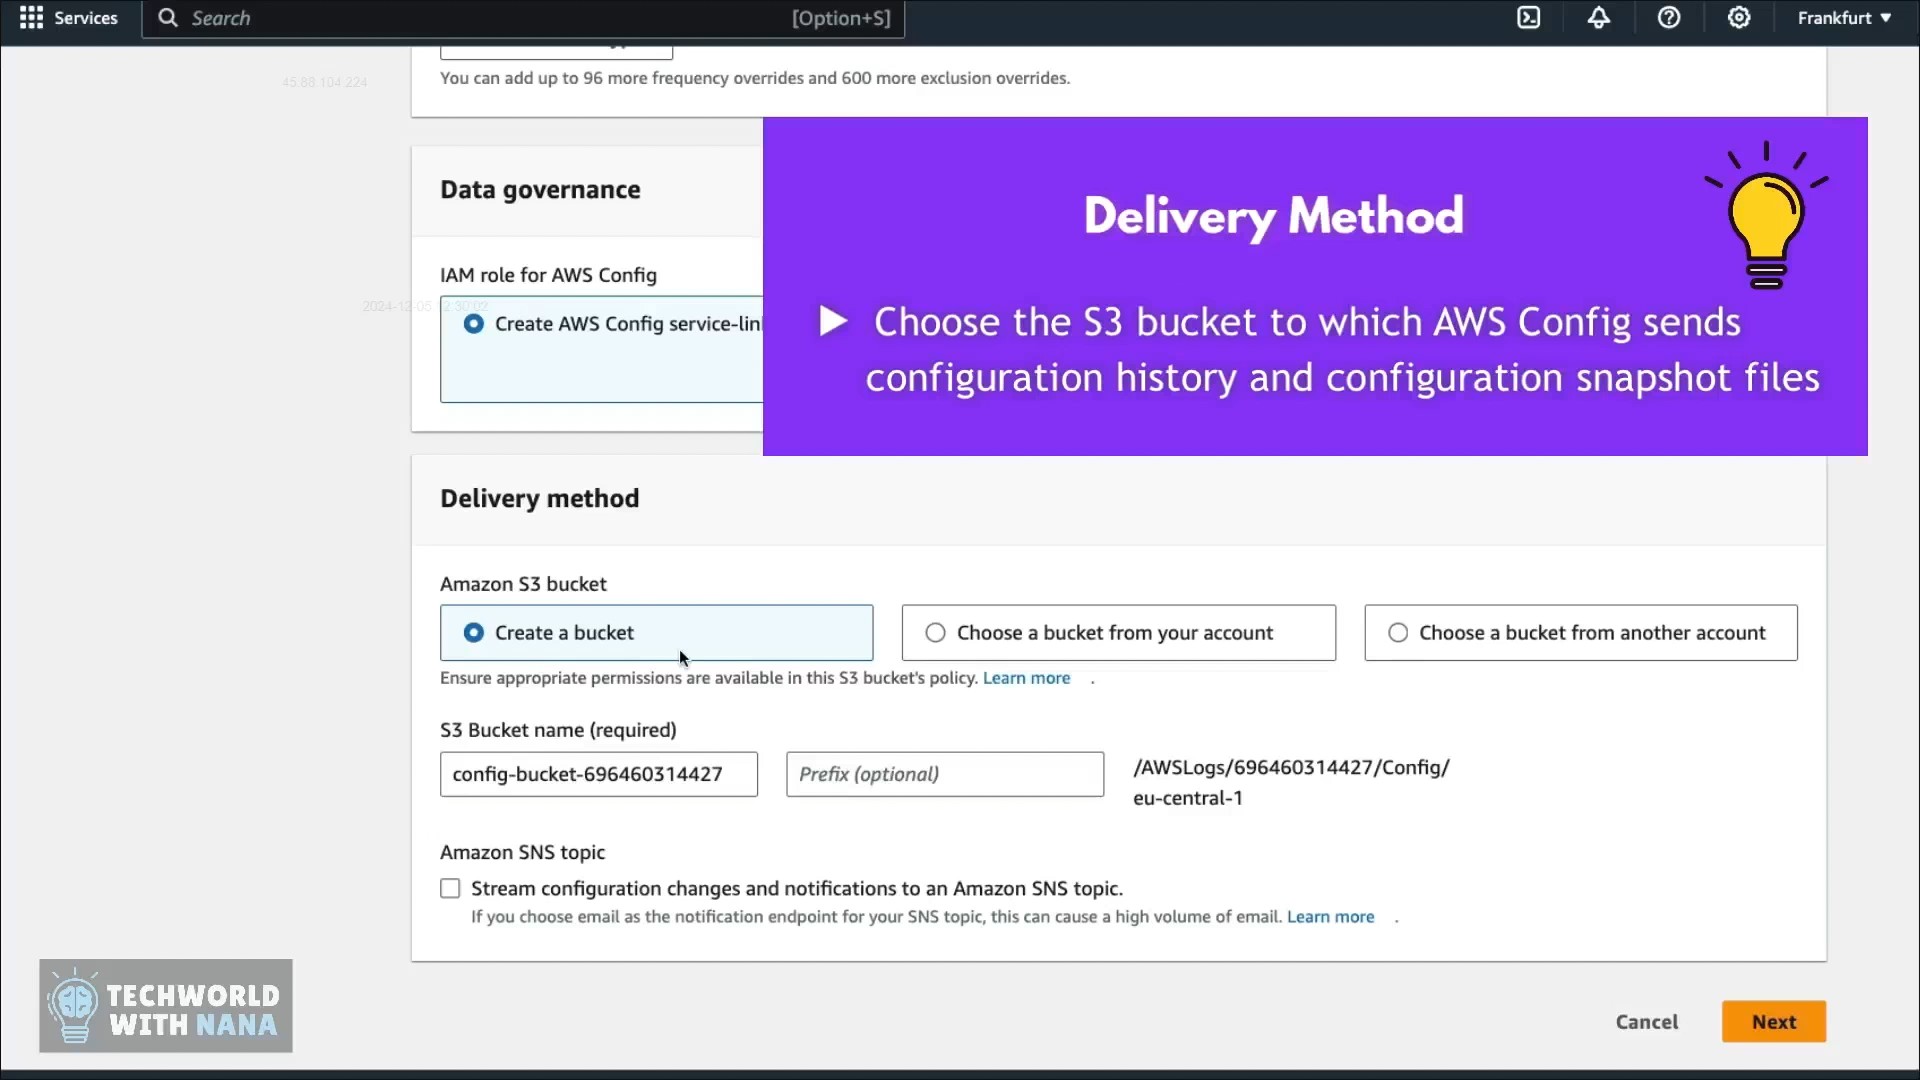 Services
Search
[Option+S]
Frankfurt
45.88.104.224
You can add up to 96 more frequency overrides and 600 more exclusion overrides.
Data governance
Delivery Method
IAM role for AWS Config
Create AWS Config
Choose the S3 bucket to which AWS Config sends
configuration history and configuration snapshot files
Delivery method
Amazon S3 bucket
Create a bucket
Choose a bucket from your account
Choose a bucket from another account
Ensure appropriate permissions are available in this S3 bucket's policy. Learn more .
S3 Bucket name (required)
config-bucket-696460314427
Prefix (optional)
/AWSLogs/696460314427/Config/
eu-central-1
Amazon SNS topic
Stream configuration changes and notifications to an Amazon SNS topic.
If you choose email as the notification endpoint for your SNS topic, this can cause a high volume of email. Learn more .
TECHWORLD
WITH NANA
Cancel
Next